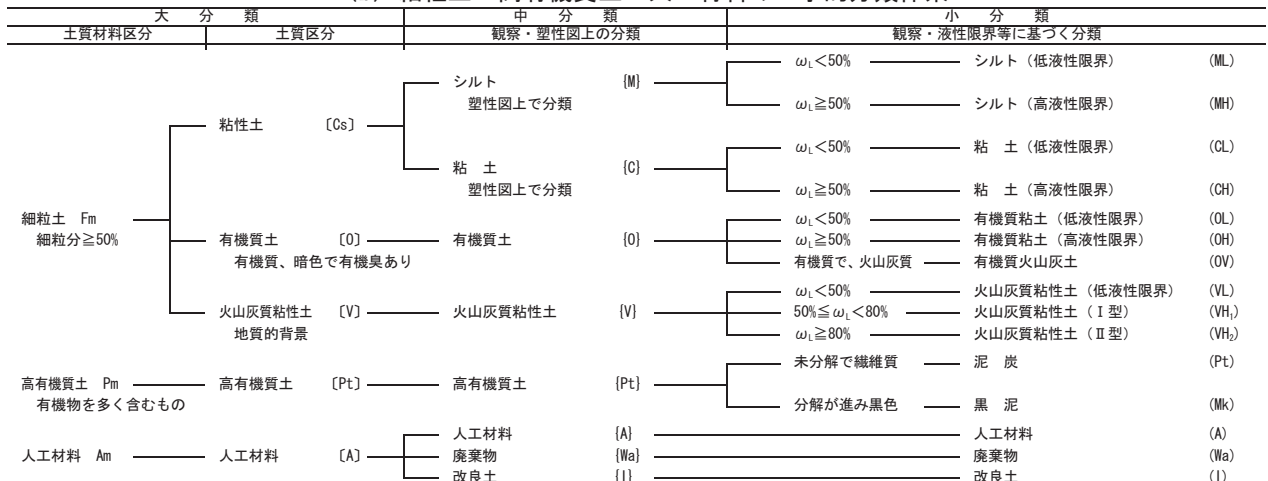 大 分 類 中 分 類 小 分 類
土質材料区分 土質区分 観察・塑性図上の分類 観察・液性限界等に基づく分類
ωL＜50% シルト（低液性限界） (ML)
シルト {M}
塑性図上で分類 ωL≧50% シルト（高液性限界） (MH)
粘性土 〔Cs〕
ωL＜50% 粘 土（低液性限界） (CL)
粘 土 {C}
塑性図上で分類 ωL≧50% 粘 土（高液性限界） (CH)
細粒土 Fm ωL＜50% 有機質粘土（低液性限界） (OL)
細粒分≧50% 有機質土 〔O〕 有機質土 {O} ωL≧50% 有機質粘土（高液性限界） (OH)
有機質、暗色で有機臭あり 有機質で、火山灰質 有機質火山灰土 (OV)
ωL＜50% 火山灰質粘性土（低液性限界） (VL)
火山灰質粘性土 〔V〕 火山灰質粘性土 {V} 50%≦ωL＜80% 火山灰質粘性土（Ⅰ型） (VH₁)
地質的背景 ωL≧80% 火山灰質粘性土（Ⅱ型） (VH₂)
未分解で繊維質 泥 炭 (Pt)
高有機質土 Pm 高有機質土 〔Pt〕 高有機質土 {Pt}
有機物を多く含むもの 分解が進み黒色 黒 泥 (Mk)
人工材料 {A} 人工材料 (A)
人工材料 Am 人工材料 〔A〕 廃棄物 {Wa} 廃棄物 (Wa)
改良土 {I} 改良土 (I)